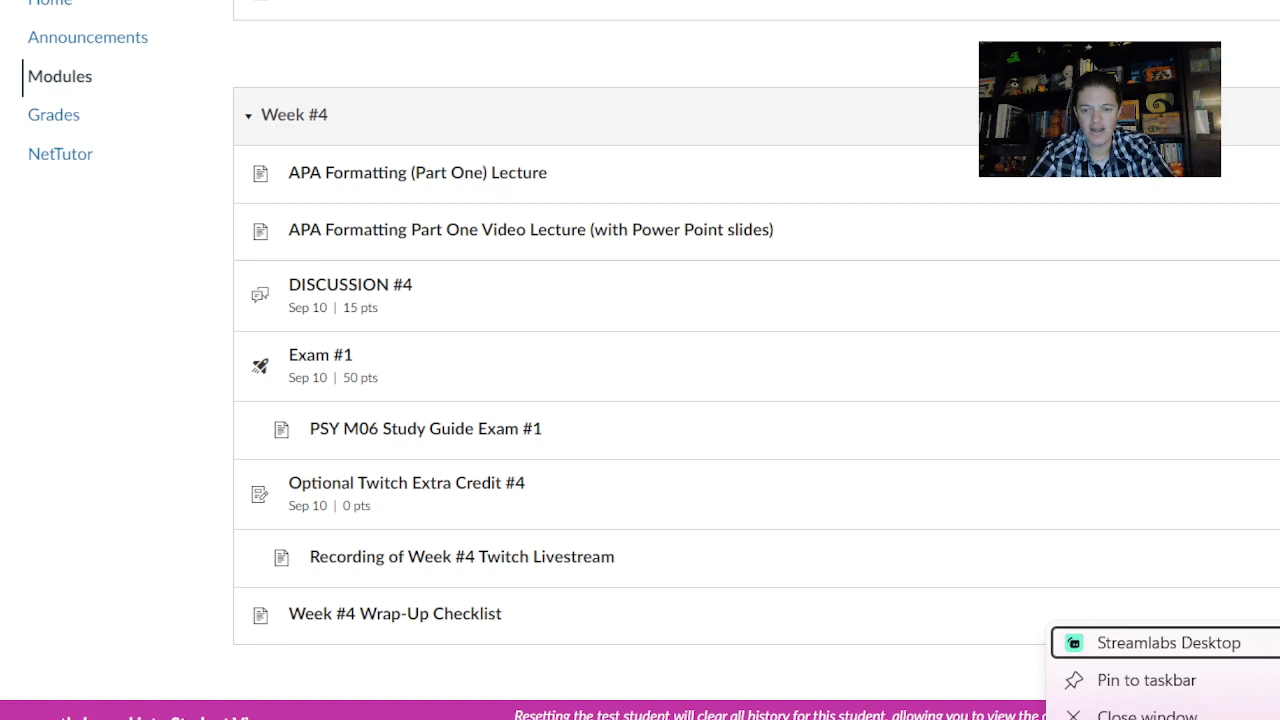 Home
Announcements
Modules
Grades
NetTutor
Week #4
APA Formatting (Part One) Lecture
APA Formatting Part One Video Lecture (with Power Point slides)
DISCUSSION #4
Sep 10 | 15 pts
Exam #1
Sep 10 | 50 pts
PSY M06 Study Guide Exam #1
Optional Twitch Extra Credit #4
Sep 10 | 0 pts
Recording of Week #4 Twitch Livestream
Week #4 Wrap-Up Checklist
Streamlabs Desktop
Pin to taskbar
Close window
Resetting the test student will clear all history for this student, allowing you to view the